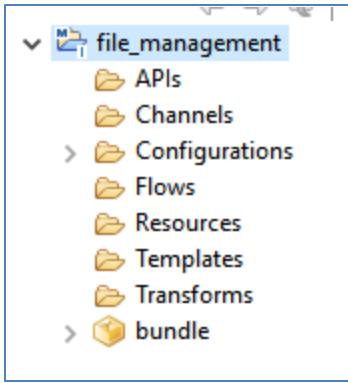 file_management
APIs
Channels
Configurations
Flows
Resources
Templates
Transforms
bundle